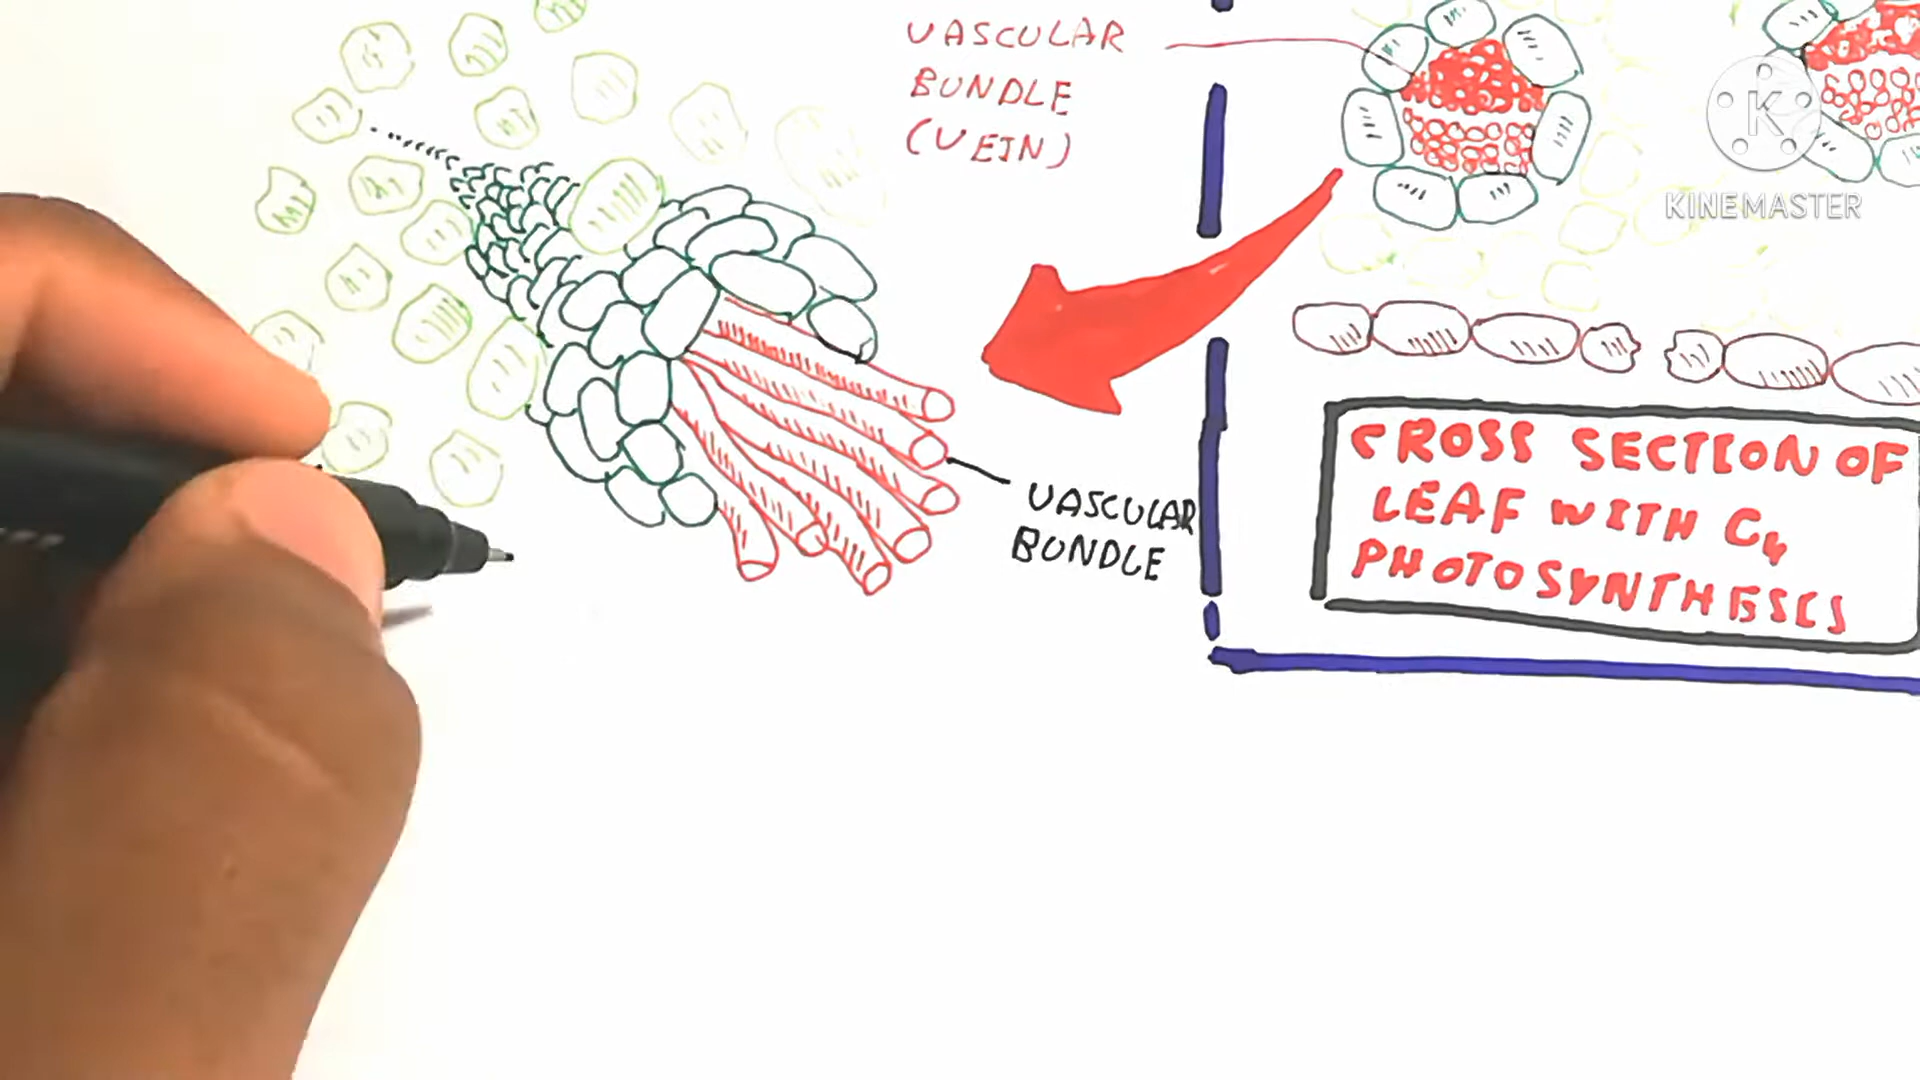 VASCULAR
BUNDLE
(VEIN)
K
KINEMASTER
VASCULAR
BUNDLE
CROSS SECTION OF
LEAF WITH C4
PHOTOSYNTHESIS